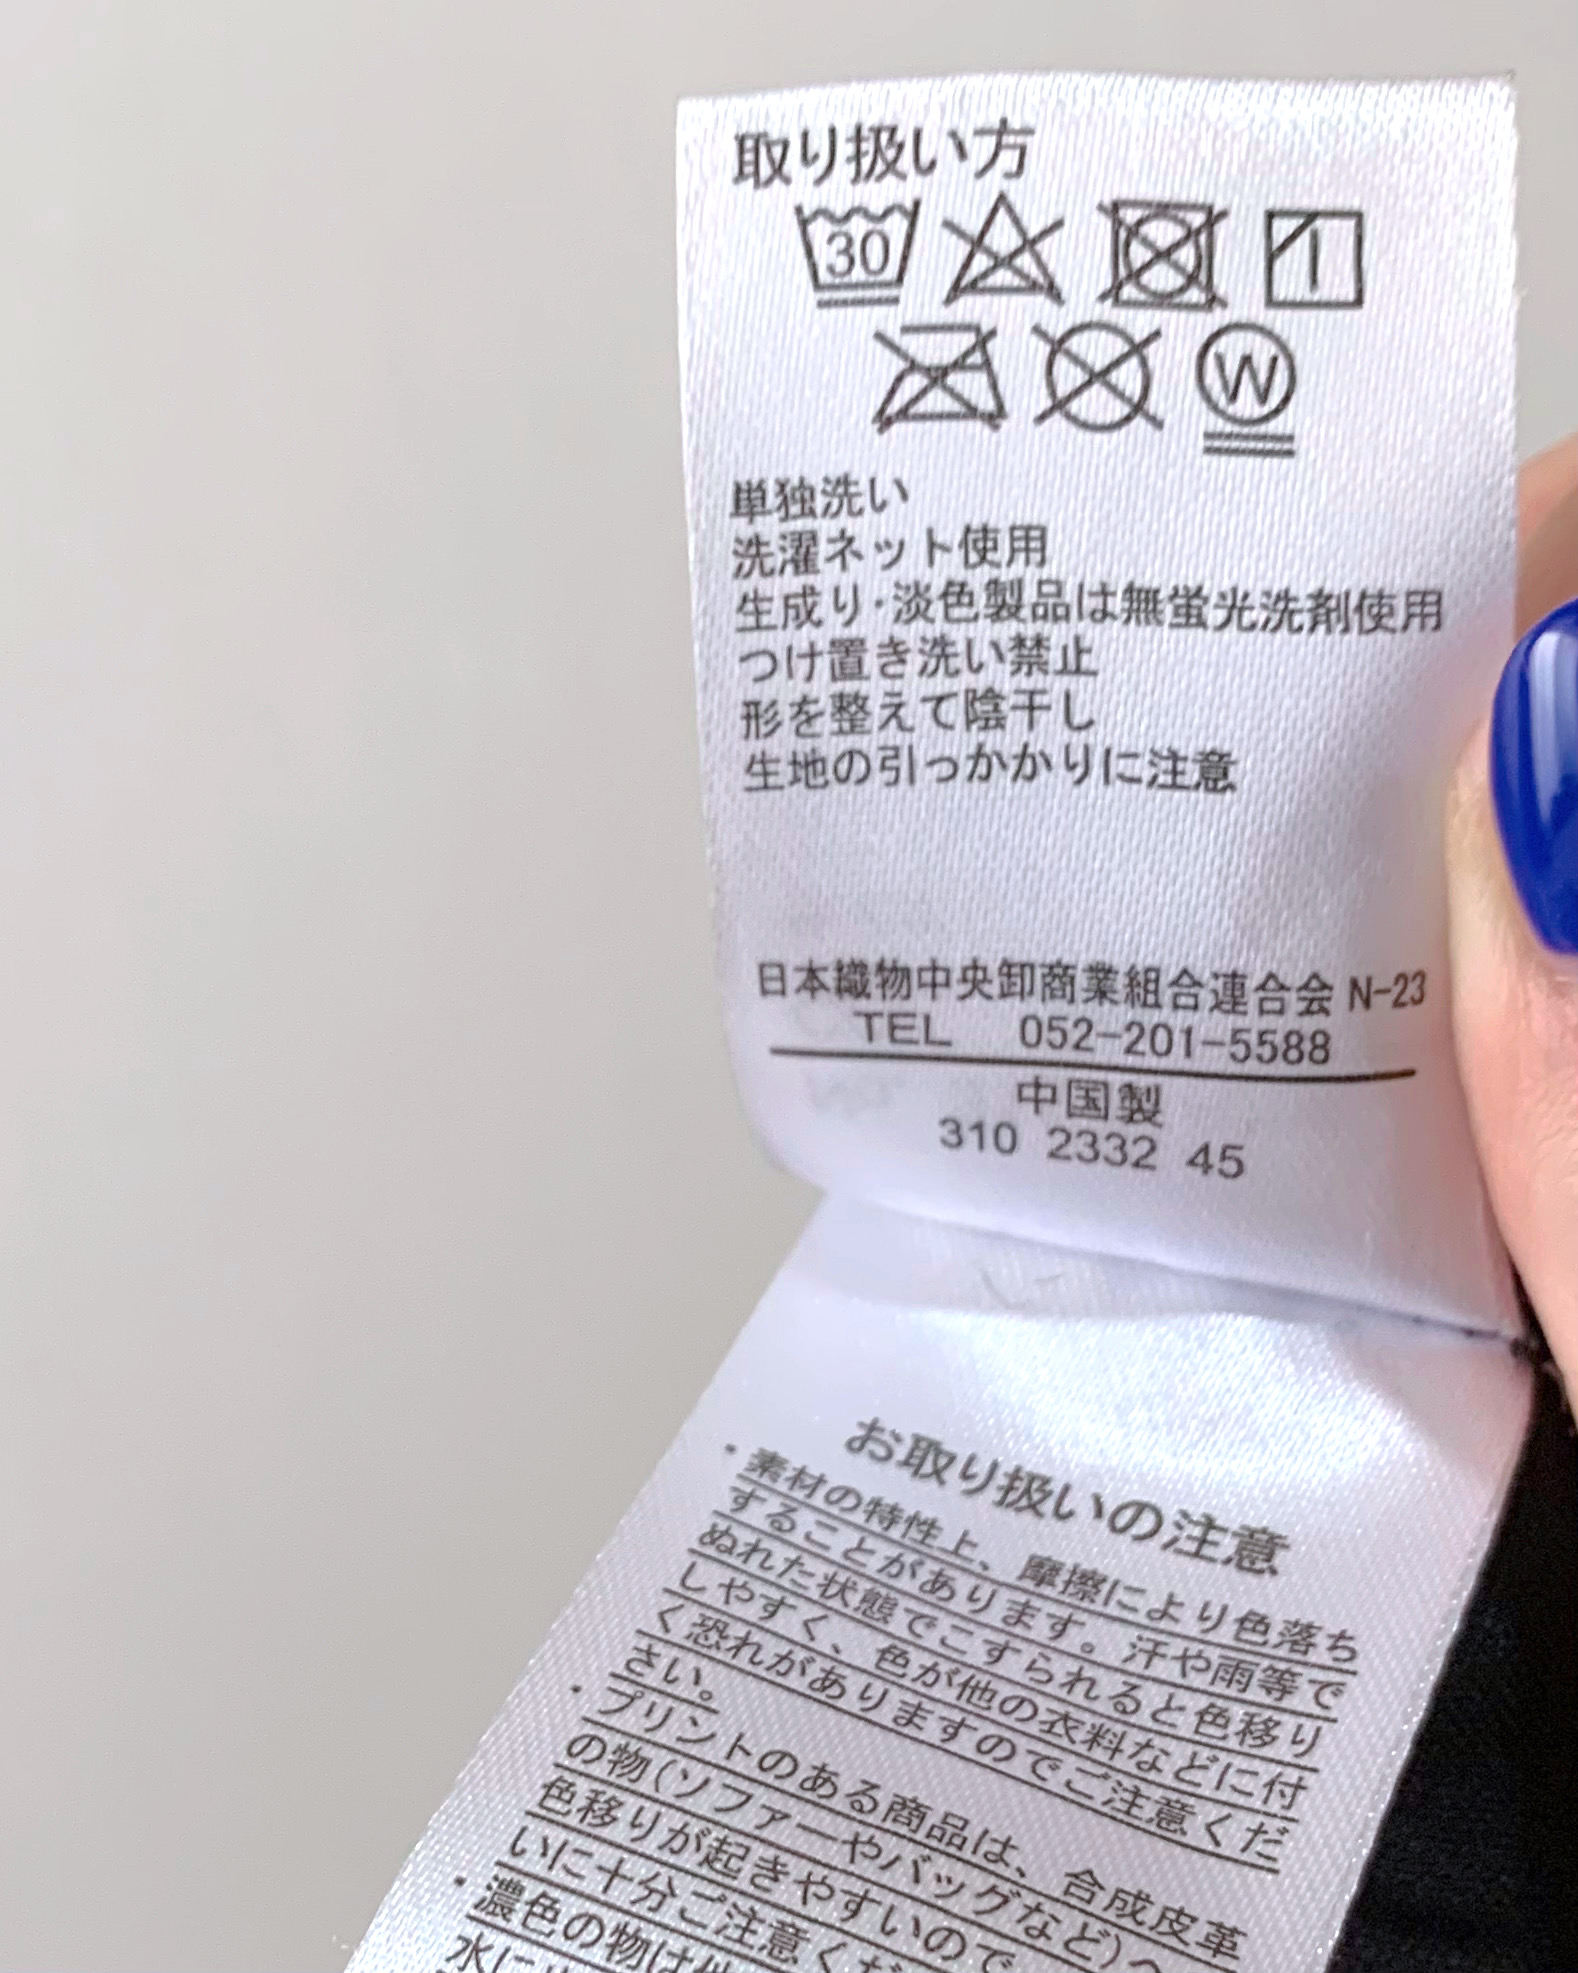 取り扱い方
30
W
単独洗い
洗濯ネット使用
生成り・淡色製品は無蛍光洗剤使用
つけ置き洗い禁止
形を整えて陰干し
生地の引っかかりに注意
日本織物中央卸商業組合連合会 N-23
TEL 052-201-5588
中国製
310 2332 45
お取り扱いの注意
・素材の特性上、摩擦により色落ち
することがあります。汗や雨等で
ぬれた状態でこすられると色移り
しやすく、色が他の衣料などに付
く恐れがありますのでご注意くだ
さい。
・プリントのある商品は、合成皮革
の物(ソファーやバッグなど)へ
色移りが起きやすいので
いに十分ご注意くだ
・濃色の物は
水に